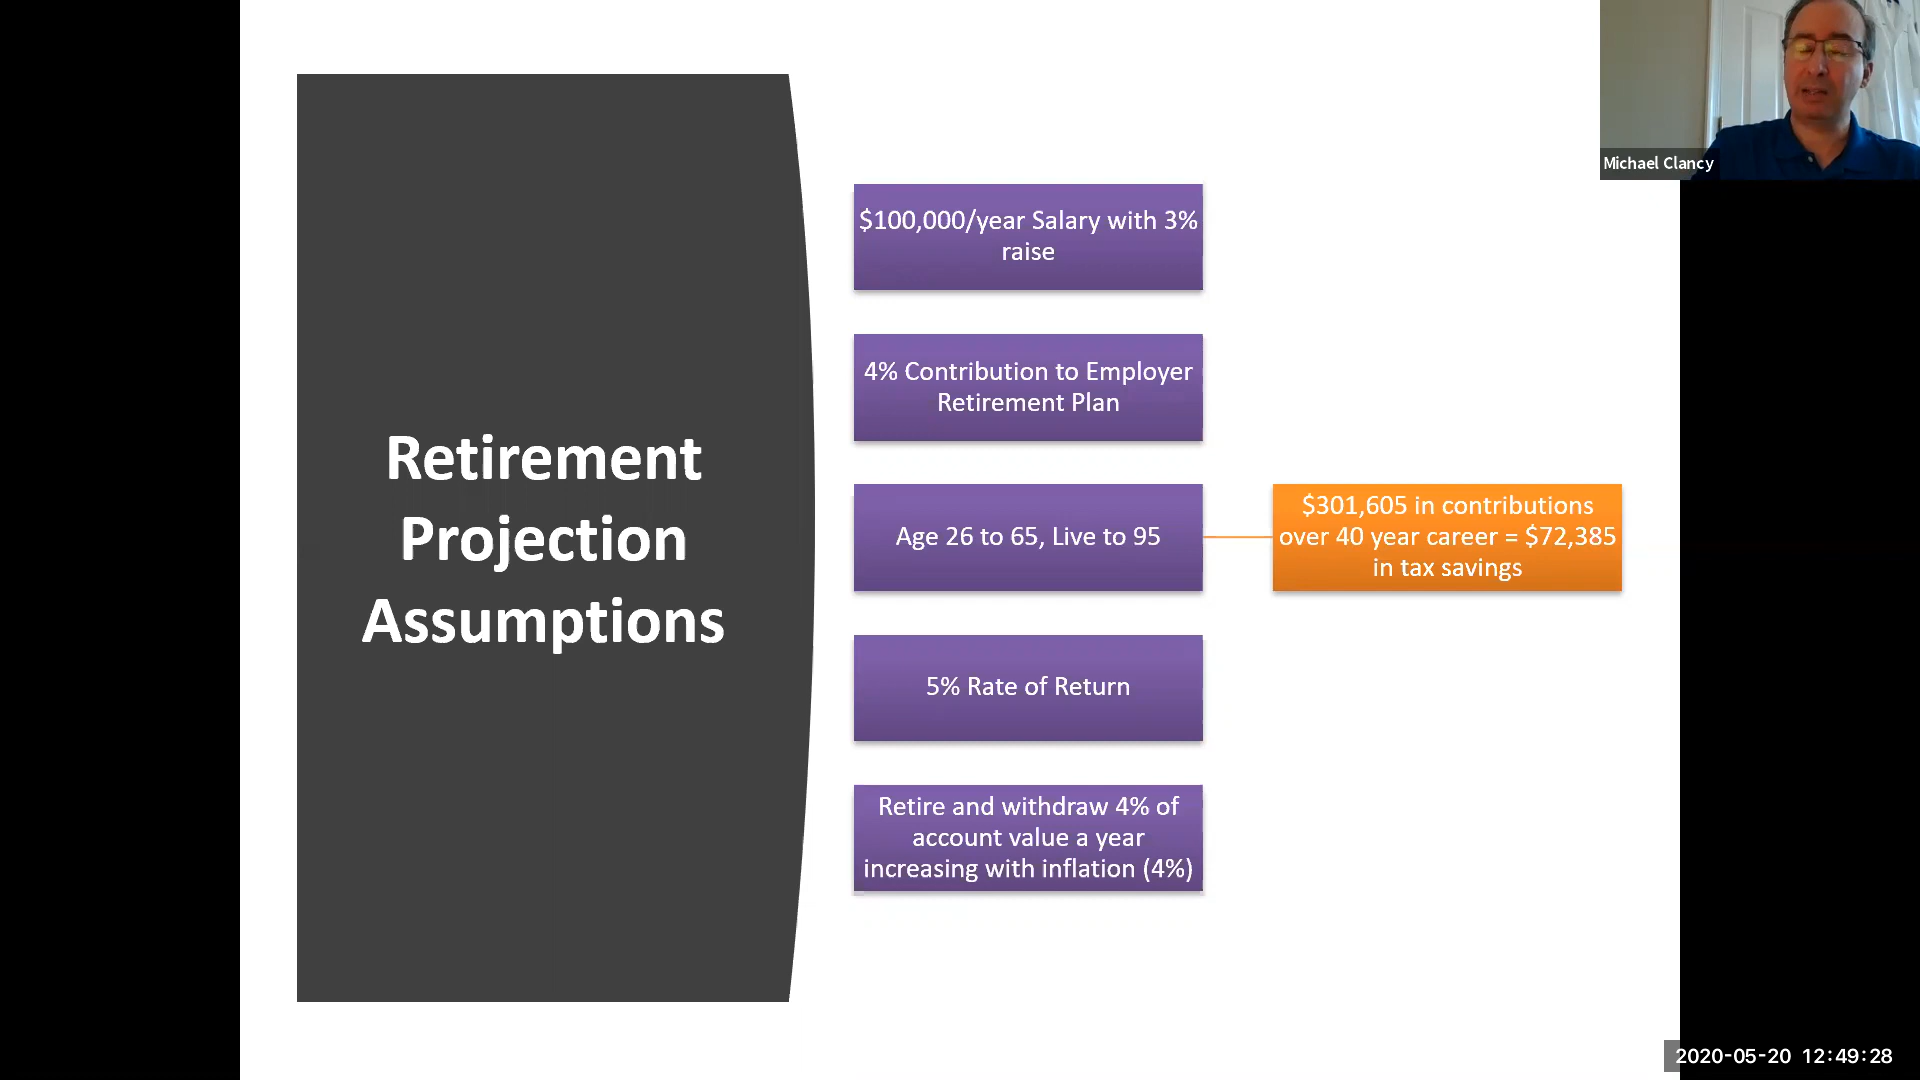 Michael Clancy
Retirement
Projection
Assumptions
$100,000/year Salary with 3%
raise
4% Contribution to Employer
Retirement Plan
Age 26 to 65, Live to 95
$301,605 in contributions
over 40 year career = $72,385
in tax savings
5% Rate of Return
Retire and withdraw 4% of
account value a year
increasing with inflation (4%)
2020-05-20 12:49:28